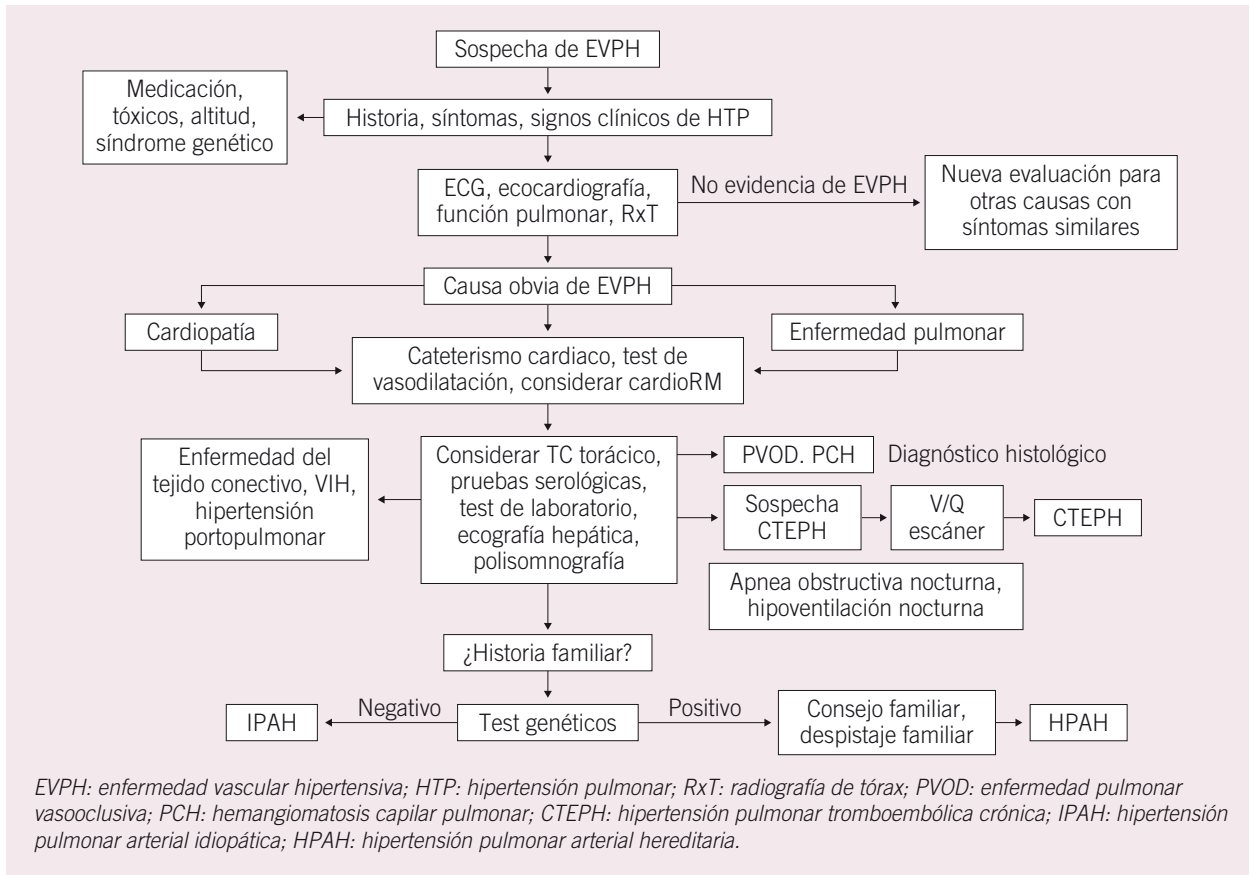 Sospecha de EVPH
Medicación,
tóxicos, altitud,
síndrome genético
Historia, síntomas, signos clínicos de HTP
ECG, ecocardiografía,
función pulmonar, RxT
No evidencia de EVPH
Nueva evaluación para
otras causas con
síntomas similares
Causa obvia de EVPH
Cardiopatía
Enfermedad pulmonar
Cateterismo cardiaco, test de
vasodilatación, considerar cardioRM
Enfermedad del
tejido conectivo, VIH,
hipertensión
portopulmonar
Considerar TC torácico,
pruebas serológicas,
test de laboratorio,
ecografía hepática,
polisomnografía
PVOD. PCH
Diagnóstico histológico
Sospecha
CTEPH
V/Q
escáner
CTEPH
Apnea obstructiva nocturna,
hipoventilación nocturna
¿Historia familiar?
IPAH
Negativo
Test genéticos
Positivo
Consejo familiar,
despistaje familiar
HPAH
EVPH: enfermedad vascular hipertensiva; HTP: hipertensión pulmonar; RxT: radiografía de tórax; PVOD: enfermedad pulmonar
vasooclusiva; PCH: hemangiomatosis capilar pulmonar; CTEPH: hipertensión pulmonar tromboembólica crónica; IPAH: hipertensión
pulmonar arterial idiopática; HPAH: hipertensión pulmonar arterial hereditaria.